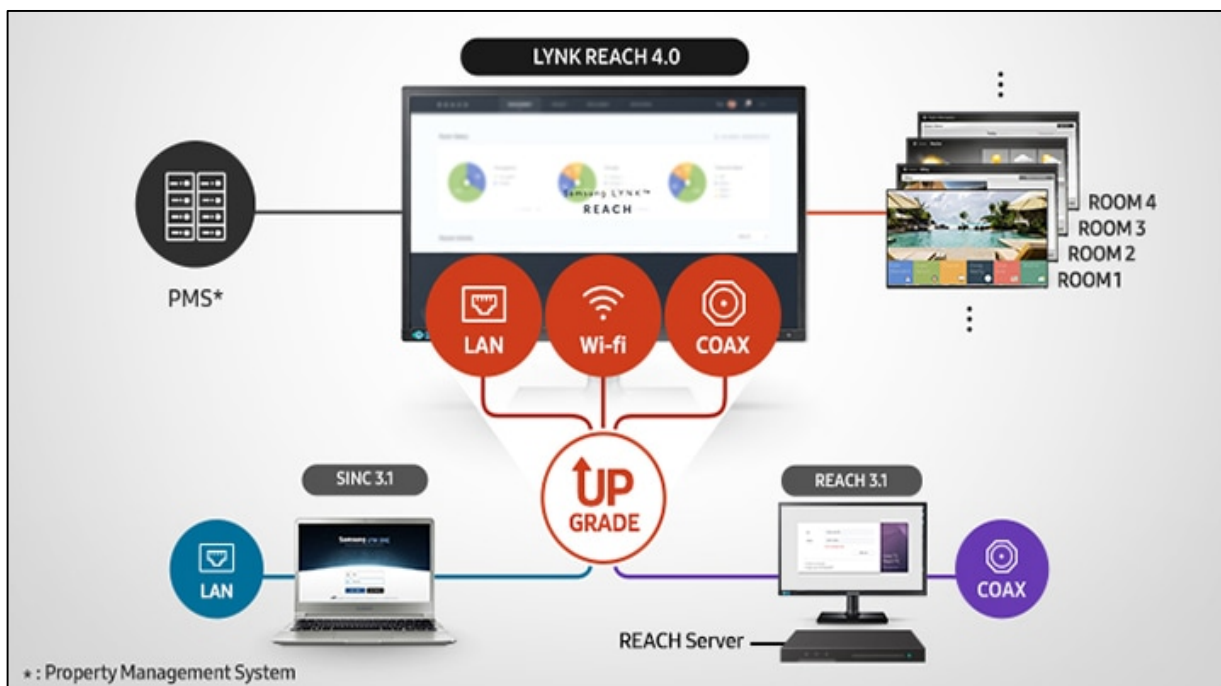 LYNK REACH 4.0
Samsung LYNK™
REACH
PMS*
LAN
Wi-fi
COAX
ROOM 4
ROOM 3
ROOM 2
ROOM 1
UP
GRADE
SINC 3.1
Samsung
LAN
REACH 3.1
COAX
REACH Server
* : Property Management System